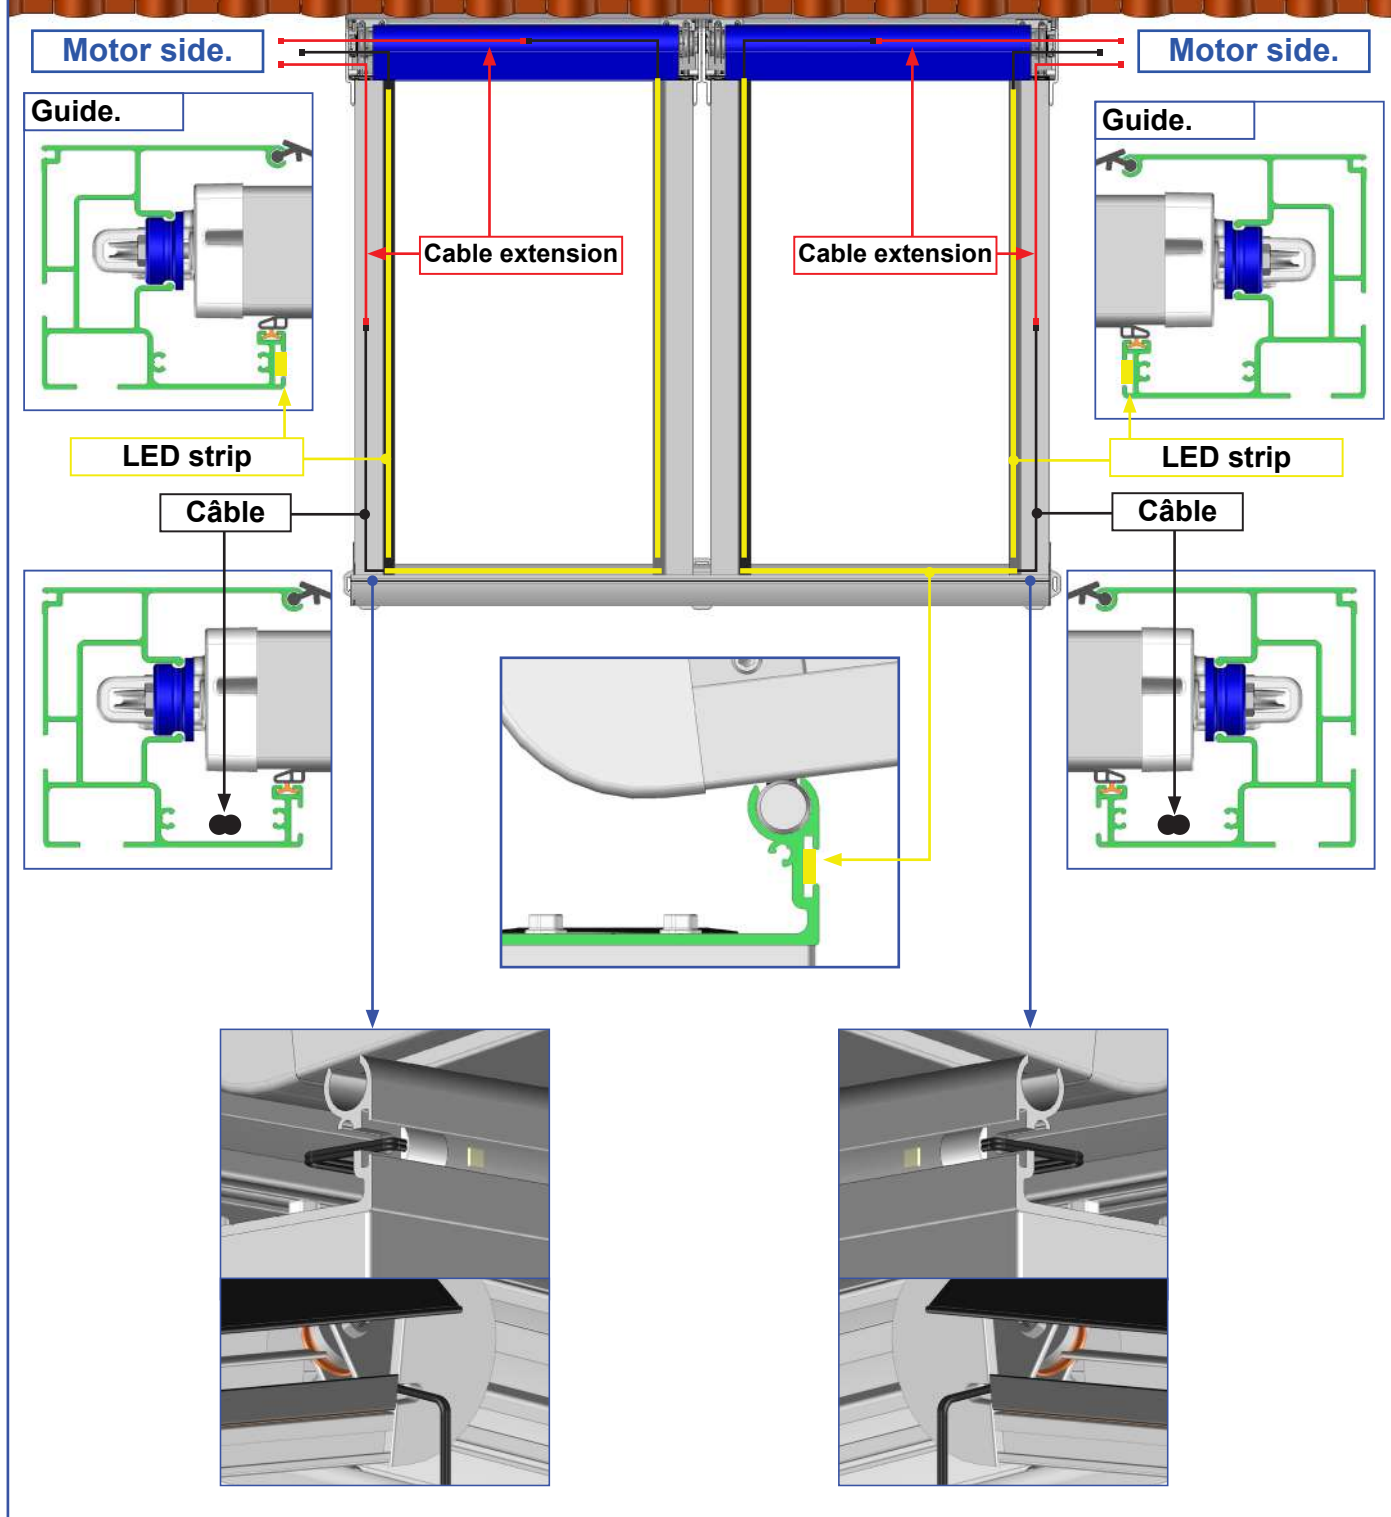 Motor side.
Motor side.
Guide.
Guide.
Cable extension
Cable extension
LED strip
LED strip
Câble
Câble